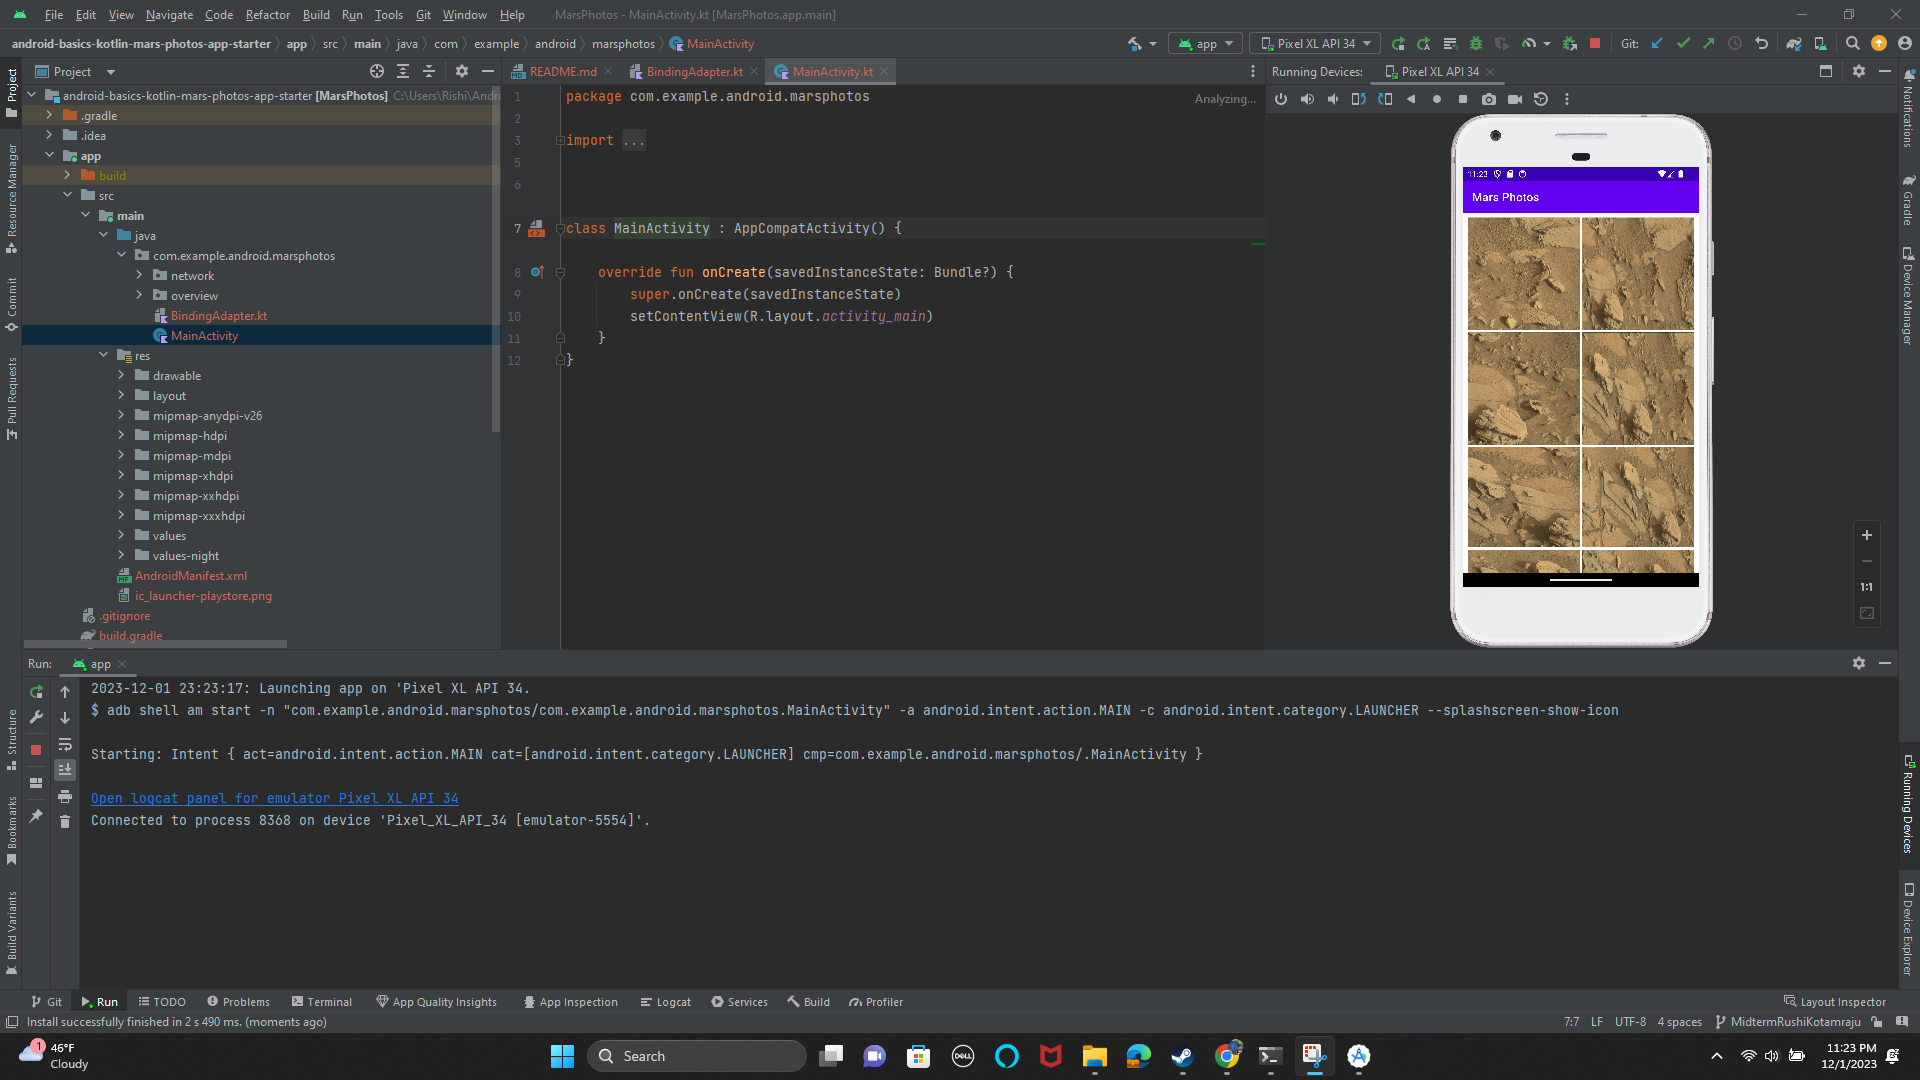 File Edit View Navigate Code Refactor Build Run Tools Git Window Help MarsPhotos - MainActivity.kt [MarsPhotos.app.main]
android-basics-kotlin-mars-photos-app-starter app src main java com example android marsphotos MainActivity app Pixel XL API 34 Git:
Project README.md BindingAdapter.kt MainActivity.kt Running Devices: Pixel XL API 34
android-basics-kotlin-mars-photos-app-starter [MarsPhotos] C:\Users\Rishi\Andro
.gradle
.idea
app
build
src
main
java
com.example.android.marsphotos
network
overview
BindingAdapter.kt
MainActivity
res
drawable
layout
mipmap-anydpi-v26
mipmap-hdpi
mipmap-mdpi
mipmap-xhdpi
mipmap-xxhdpi
mipmap-xxxhdpi
values
values-night
AndroidManifest.xml
ic_launcher-playstore.png
.gitignore
build.gradle
Project
Resource Manager
Commit
Pull Requests
Structure
Bookmarks
Build Variants
1 package com.example.android.marsphotos
2
3 import ...
5
6
7 class MainActivity : AppCompatActivity() {
8 override fun onCreate(savedInstanceState: Bundle?) {
9 super.onCreate(savedInstanceState)
10 setContentView(R.layout.activity_main)
11 }
12 }
Analyzing...
11:23
Mars Photos
1:1
Notifications
Gradle
Device Manager
Running Devices
Device Explorer
Run: app
2023-12-01 23:23:17: Launching app on 'Pixel XL API 34.
$ adb shell am start -n "com.example.android.marsphotos/com.example.android.marsphotos.MainActivity" -a android.intent.action.MAIN -c android.intent.category.LAUNCHER --splashscreen-show-icon
Starting: Intent { act=android.intent.action.MAIN cat=[android.intent.category.LAUNCHER] cmp=com.example.android.marsphotos/.MainActivity }
Open logcat panel for emulator Pixel XL API 34
Connected to process 8368 on device 'Pixel_XL_API_34 [emulator-5554]'.
Git Run TODO Problems Terminal App Quality Insights App Inspection Logcat Services Build Profiler Layout Inspector
Install successfully finished in 2 s 490 ms. (moments ago) 7:7 LF UTF-8 4 spaces MidtermRushiKotamraju
1 46°F
Cloudy
Search
DELL
11:23 PM
12/1/2023